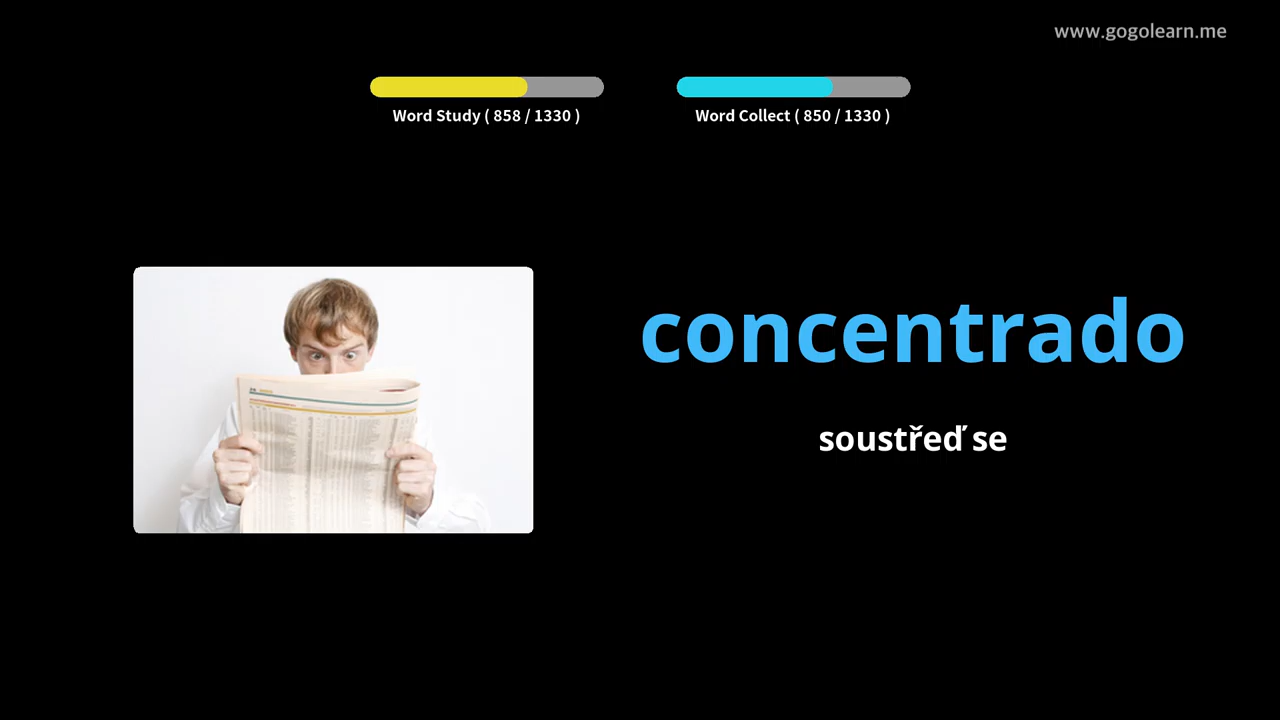 www.gogolearn.me
Word Study ( 858 / 1330 )
Word Collect ( 850 / 1330 )
concentrado
soustřeď se